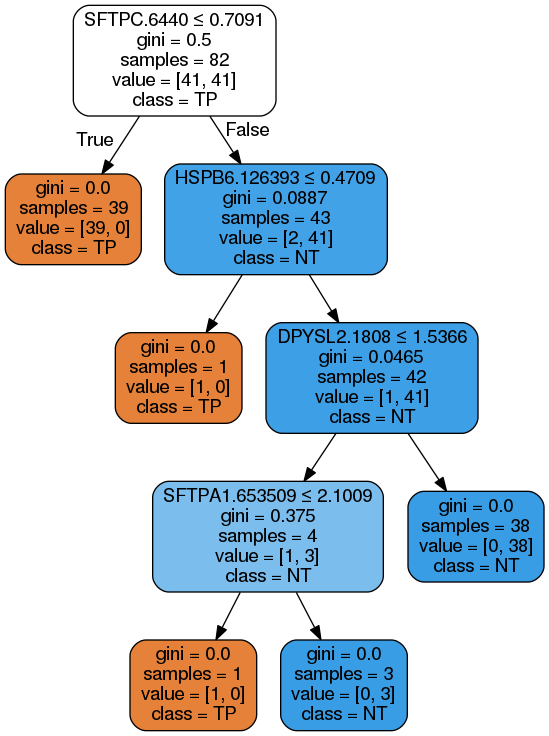 SFTPC.6440 ≤ 0.7091
gini = 0.5
samples = 82
value = [41, 41]
class = TP
True
False
gini = 0.0
samples = 39
value = [39, 0]
class = TP
HSPB6.126393 ≤ 0.4709
gini = 0.0887
samples = 43
value = [2, 41]
class = NT
gini = 0.0
samples = 1
value = [1, 0]
class = TP
DPYSL2.1808 ≤ 1.5366
gini = 0.0465
samples = 42
value = [1, 41]
class = NT
SFTPA1.653509 ≤ 2.1009
gini = 0.375
samples = 4
value = [1, 3]
class = NT
gini = 0.0
samples = 38
value = [0, 38]
class = NT
gini = 0.0
samples = 1
value = [1, 0]
class = TP
gini = 0.0
samples = 3
value = [0, 3]
class = NT